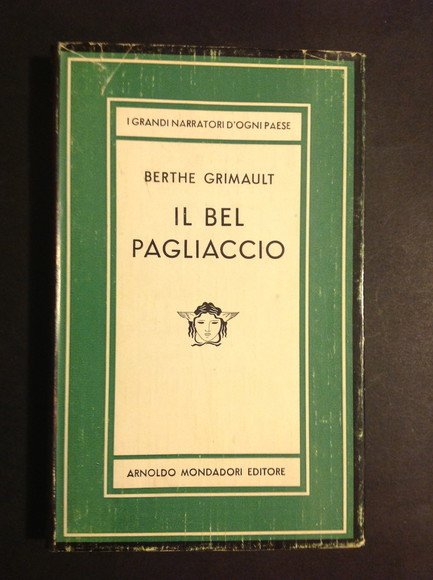 I GRANDI NARRATORI D'OGNI PAESE
BERTHE GRIMAULT
IL BEL
PAGLIACCIO
ARNOLDO MONDADORI EDITORE